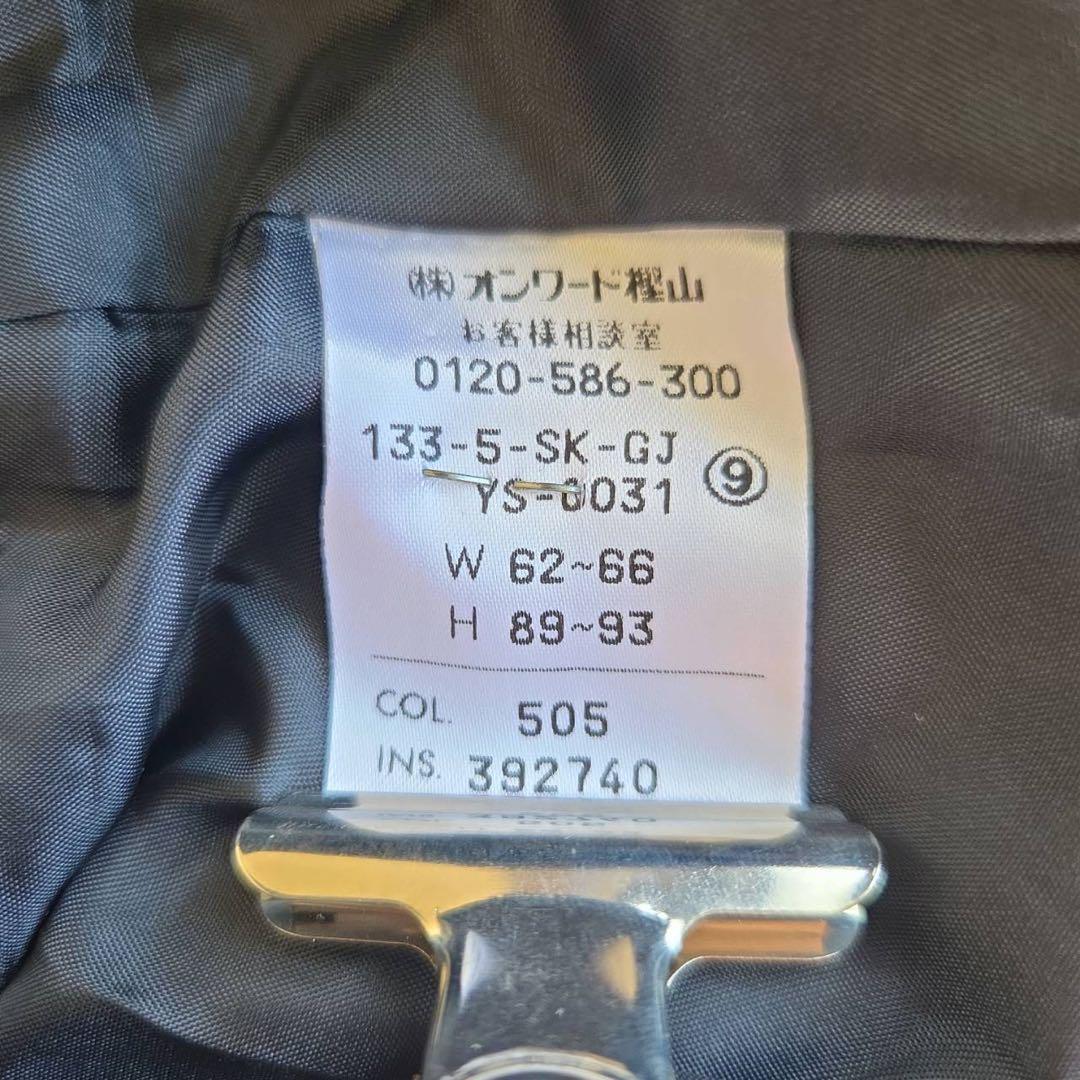 (株)オンワード樫山
お客様相談室
0120-586-300
133-5-SK-GJ
YS-0031 ⑨
W 62~66
H 89~93
COL. 505
INS. 392740